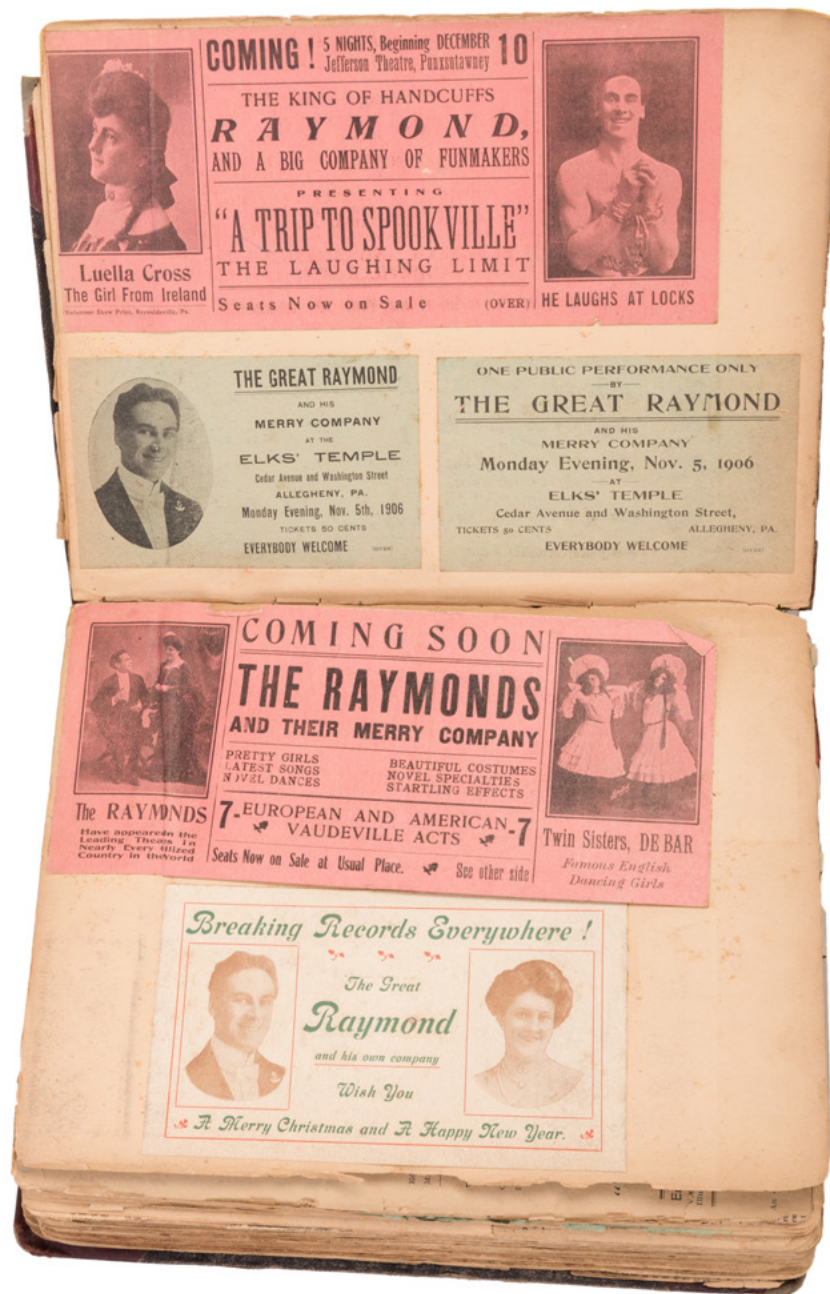 COMING! 5 NIGHTS, Beginning DECEMBER 10
Jefferson Theatre, Punxsutawney
THE KING OF HANDCUFFS
RAYMOND,
AND A BIG COMPANY OF FUNMAKERS
PRESENTING
"A TRIP TO SPOOKVILLE"
THE LAUGHING LIMIT
Seats Now on Sale (OVER)
Luella Cross
The Girl From Ireland
Show Print, Reynoldsville, Pa.
HE LAUGHS AT LOCKS
THE GREAT RAYMOND
AND HIS
MERRY COMPANY
AT THE
ELKS' TEMPLE
Cedar Avenue and Washington Street
ALLEGHENY, PA.
Monday Evening, Nov. 5th, 1906
TICKETS 50 CENTS
EVERYBODY WELCOME
ONE PUBLIC PERFORMANCE ONLY
BY
THE GREAT RAYMOND
AND HIS
MERRY COMPANY
Monday Evening, Nov. 5, 1906
AT
ELKS' TEMPLE
Cedar Avenue and Washington Street,
TICKETS 50 CENTS ALLEGHENY, PA.
EVERYBODY WELCOME
COMING SOON
THE RAYMONDS
AND THEIR MERRY COMPANY
PRETTY GIRLS
LATEST SONGS
NOVEL DANCES
BEAUTIFUL COSTUMES
NOVEL SPECIALTIES
STARTLING EFFECTS
7-EUROPEAN AND AMERICAN-7
VAUDEVILLE ACTS
Seats Now on Sale at Usual Place. See other side
The RAYMONDS
Have appeared in the
Leading Theatres in
Nearly Every
Country in the World
Twin Sisters, DE BAR
Famous English
Dancing Girls
Breaking Records Everywhere!
The Great
Raymond
and his own company
Wish You
A Merry Christmas and A Happy New Year.